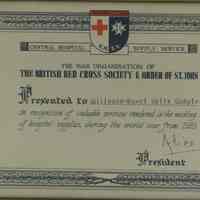 CENTRAL HOSPITAL SUPPLY SERVICE
THE WAR ORGANISATION OF
THE BRITISH RED CROSS SOCIETY & ORDER OF ST. JOHN
Presented to
in recognition of valuable services rendered in the making
of hospital supplies during the world war from 1939
President